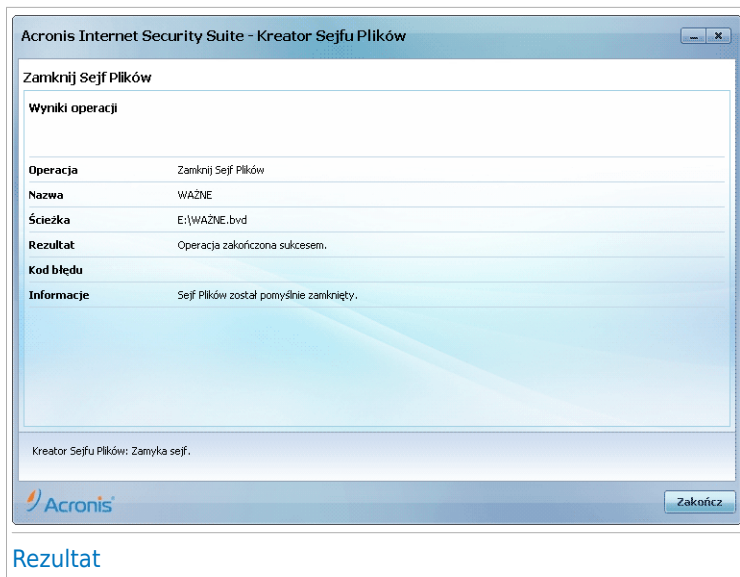 Acronis Internet Security Suite - Kreator Sejfu Plików
Zamknij Sejf Plików
Wyniki operacji
Operacja Zamknij Sejf Plików
Nazwa WAŻNE
Ścieżka E:\WAŻNE.bvd
Rezultat Operacja zakończona sukcesem.
Kod błędu
Informacje Sejf Plików został pomyślnie zamknięty.
Kreator Sejfu Plików: Zamyka sejf.
Acronis
Zakończ
Rezultat